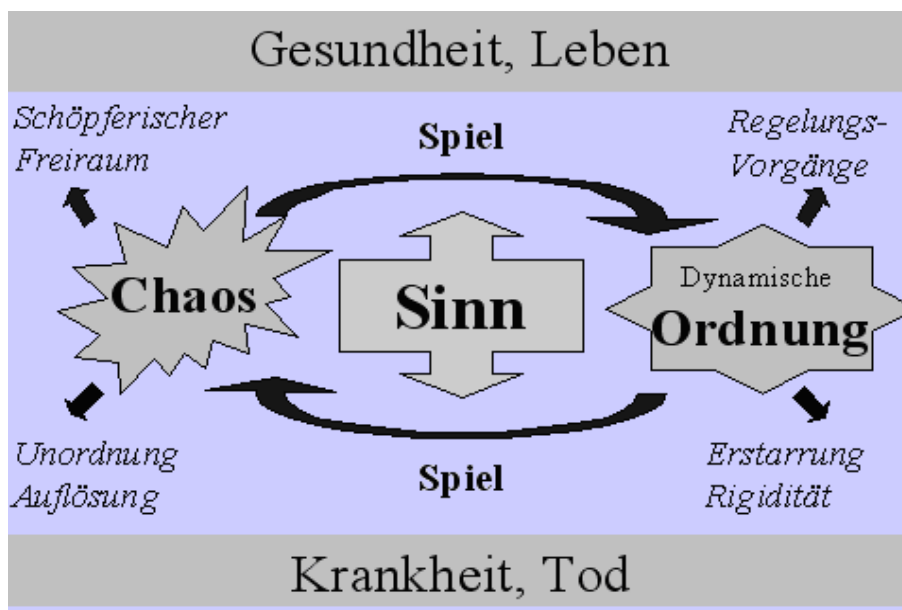 Gesundheit, Leben
Schöpferischer
Freiraum
Spiel
Regelungs-
Vorgänge
Chaos
Sinn
Dynamische
Ordnung
Unordnung
Auflösung
Spiel
Erstarrung
Rigidität
Krankheit, Tod